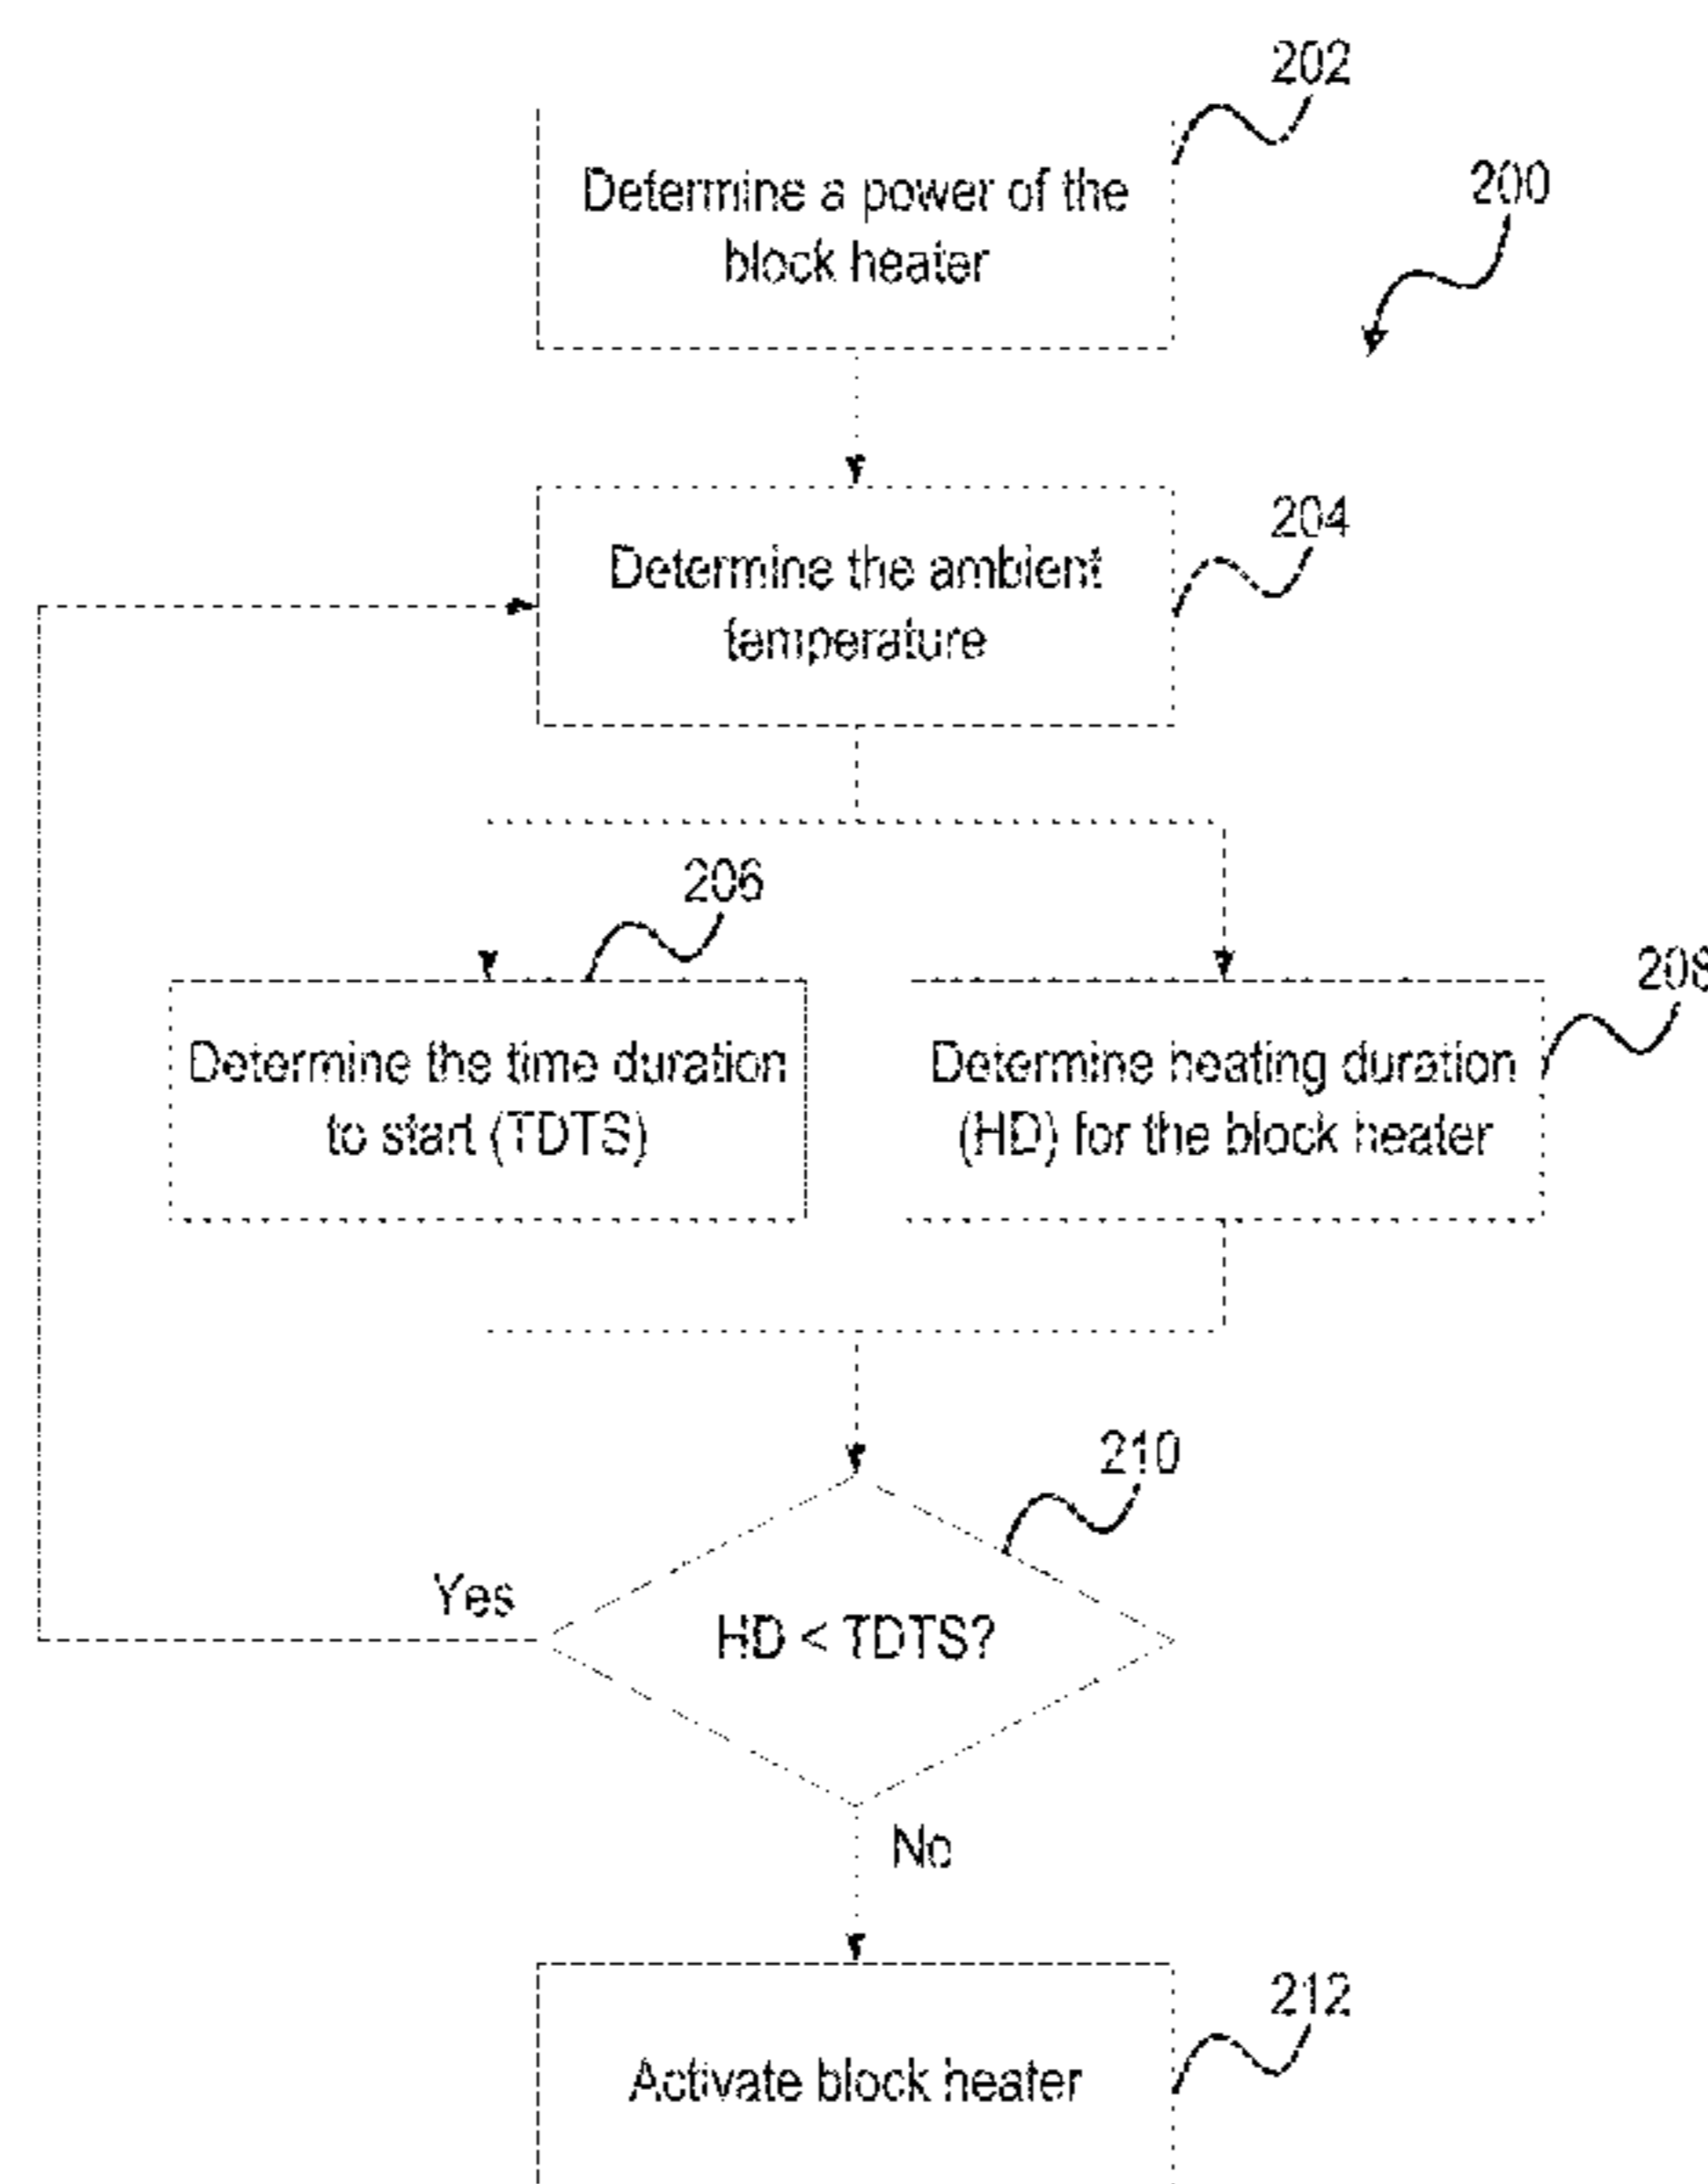 202
200
Determine a power of the
block heater
204
Determine the ambient
temperature
206
208
Determine the time duration
to start (TDTS)
Determine heating duration
(HD) for the block heater
210
Yes
HD < TDTS?
No
212
Activate block heater